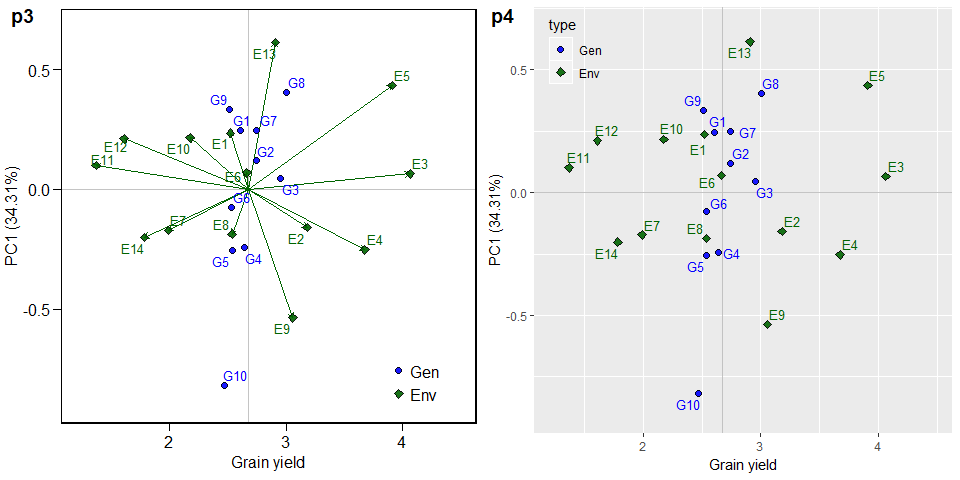 p3
E13
E5
G8
G9
G1
G7
E12
E10
E1
G2
E11
E6
E3
G3
G6
E7
E8
E2
E14
E4
G5
G4
E9
G10
Gen
Env
0.5
0.0
-0.5
PC1 (34.31%)
2
3
4
Grain yield
p4
type
Gen
Env
E13
E5
G8
G9
G1
G7
E12
E10
E1
G2
E11
E6
E3
G3
G6
E7
E8
E2
E14
E4
G5
G4
E9
G10
0.5
0.0
-0.5
PC1 (34.31%)
2
3
4
Grain yield